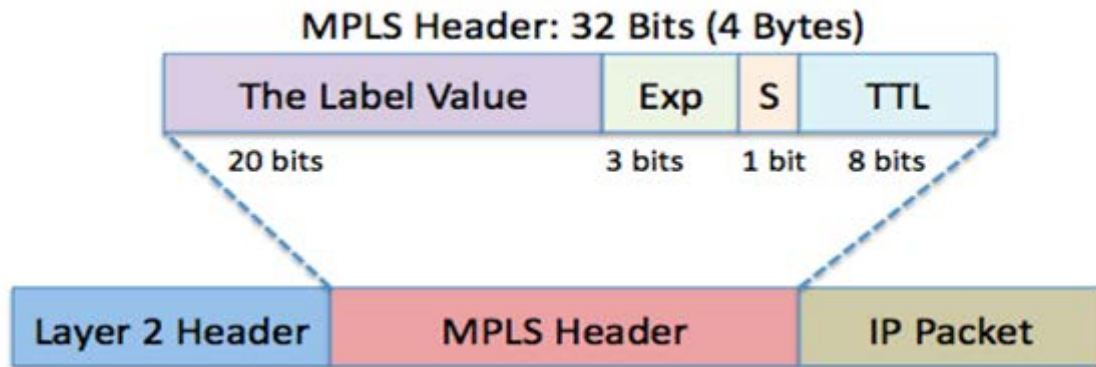 MPLS Header: 32 Bits (4 Bytes)
The Label Value Exp S TTL
20 bits 3 bits 1 bit 8 bits
Layer 2 Header MPLS Header IP Packet